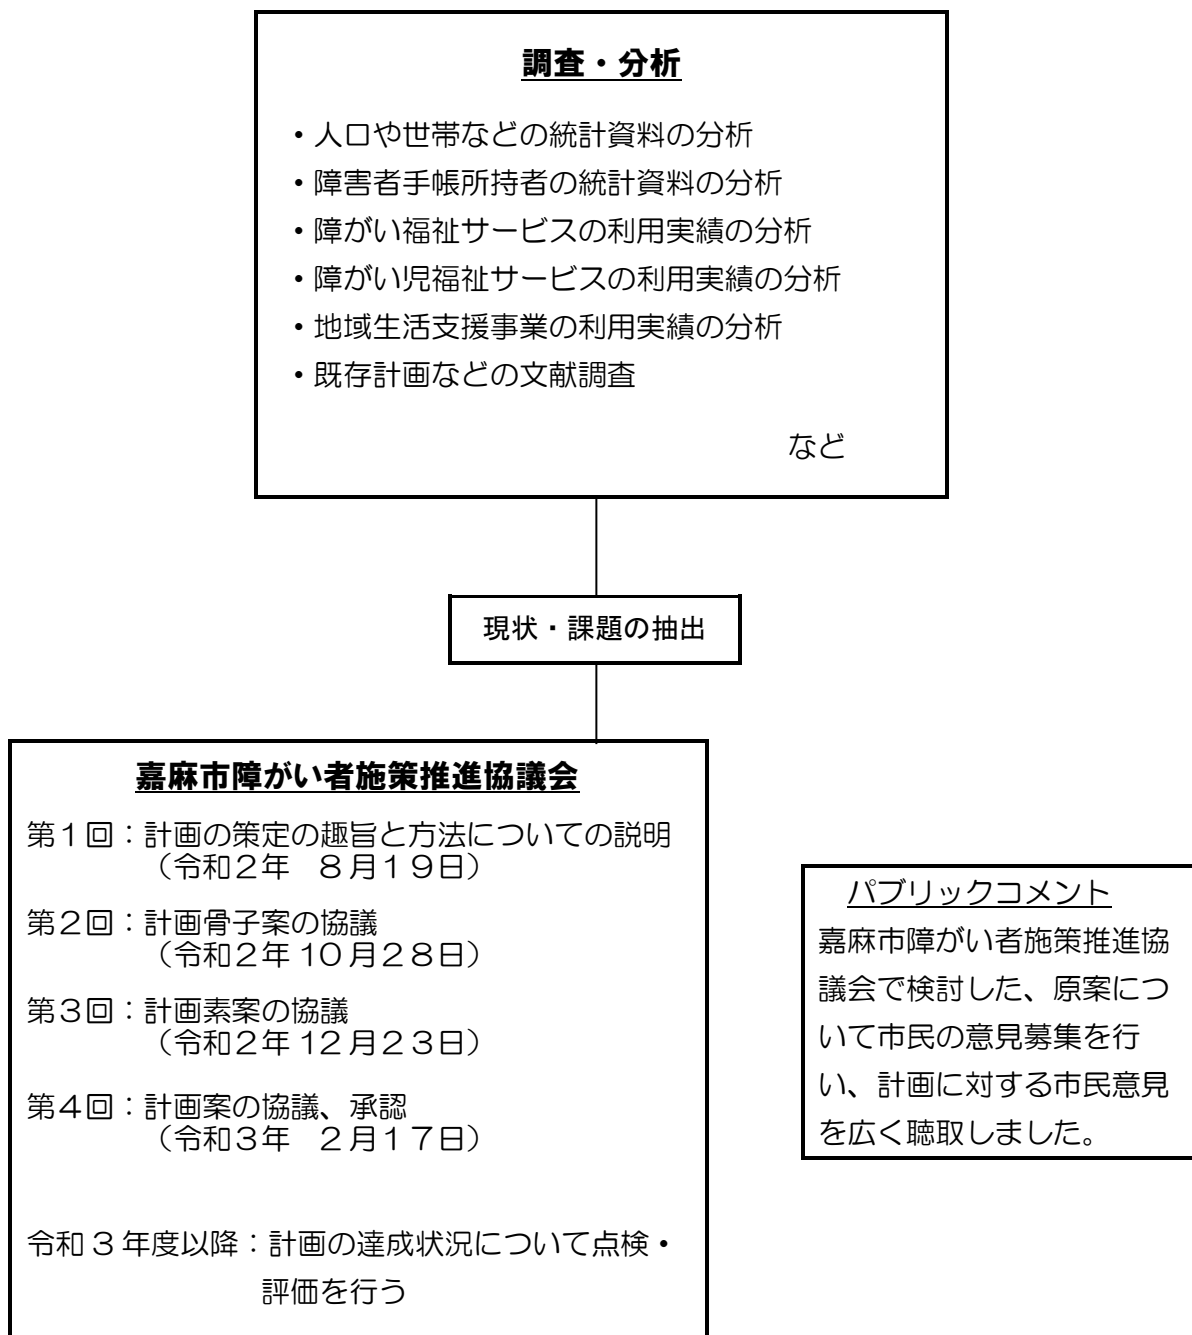 調査・分析
・人口や世帯などの統計資料の分析
・障害者手帳所持者の統計資料の分析
・障がい福祉サービスの利用実績の分析
・障がい児福祉サービスの利用実績の分析
・地域生活支援事業の利用実績の分析
・既存計画などの文献調査
など
現状・課題の抽出
嘉麻市障がい者施策推進協議会
第１回：計画の策定の趣旨と方法についての説明
（令和２年　８月１９日）
第２回：計画骨子案の協議
（令和２年 10 月２８日）
第３回：計画素案の協議
（令和２年 12 月２３日）
第４回：計画案の協議、承認
（令和３年　２月１７日）
令和３年度以降：計画の達成状況について点検・
評価を行う
パブリックコメント
嘉麻市障がい者施策推進協
議会で検討した、原案につ
いて市民の意見募集を行
い、計画に対する市民意見
を広く聴取しました。